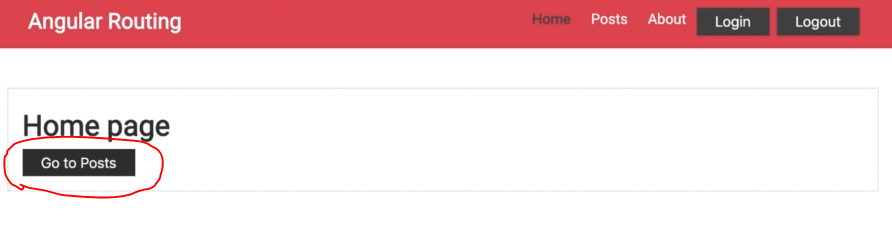 Angular Routing Home Posts About Login Logout
Home page
Go to Posts